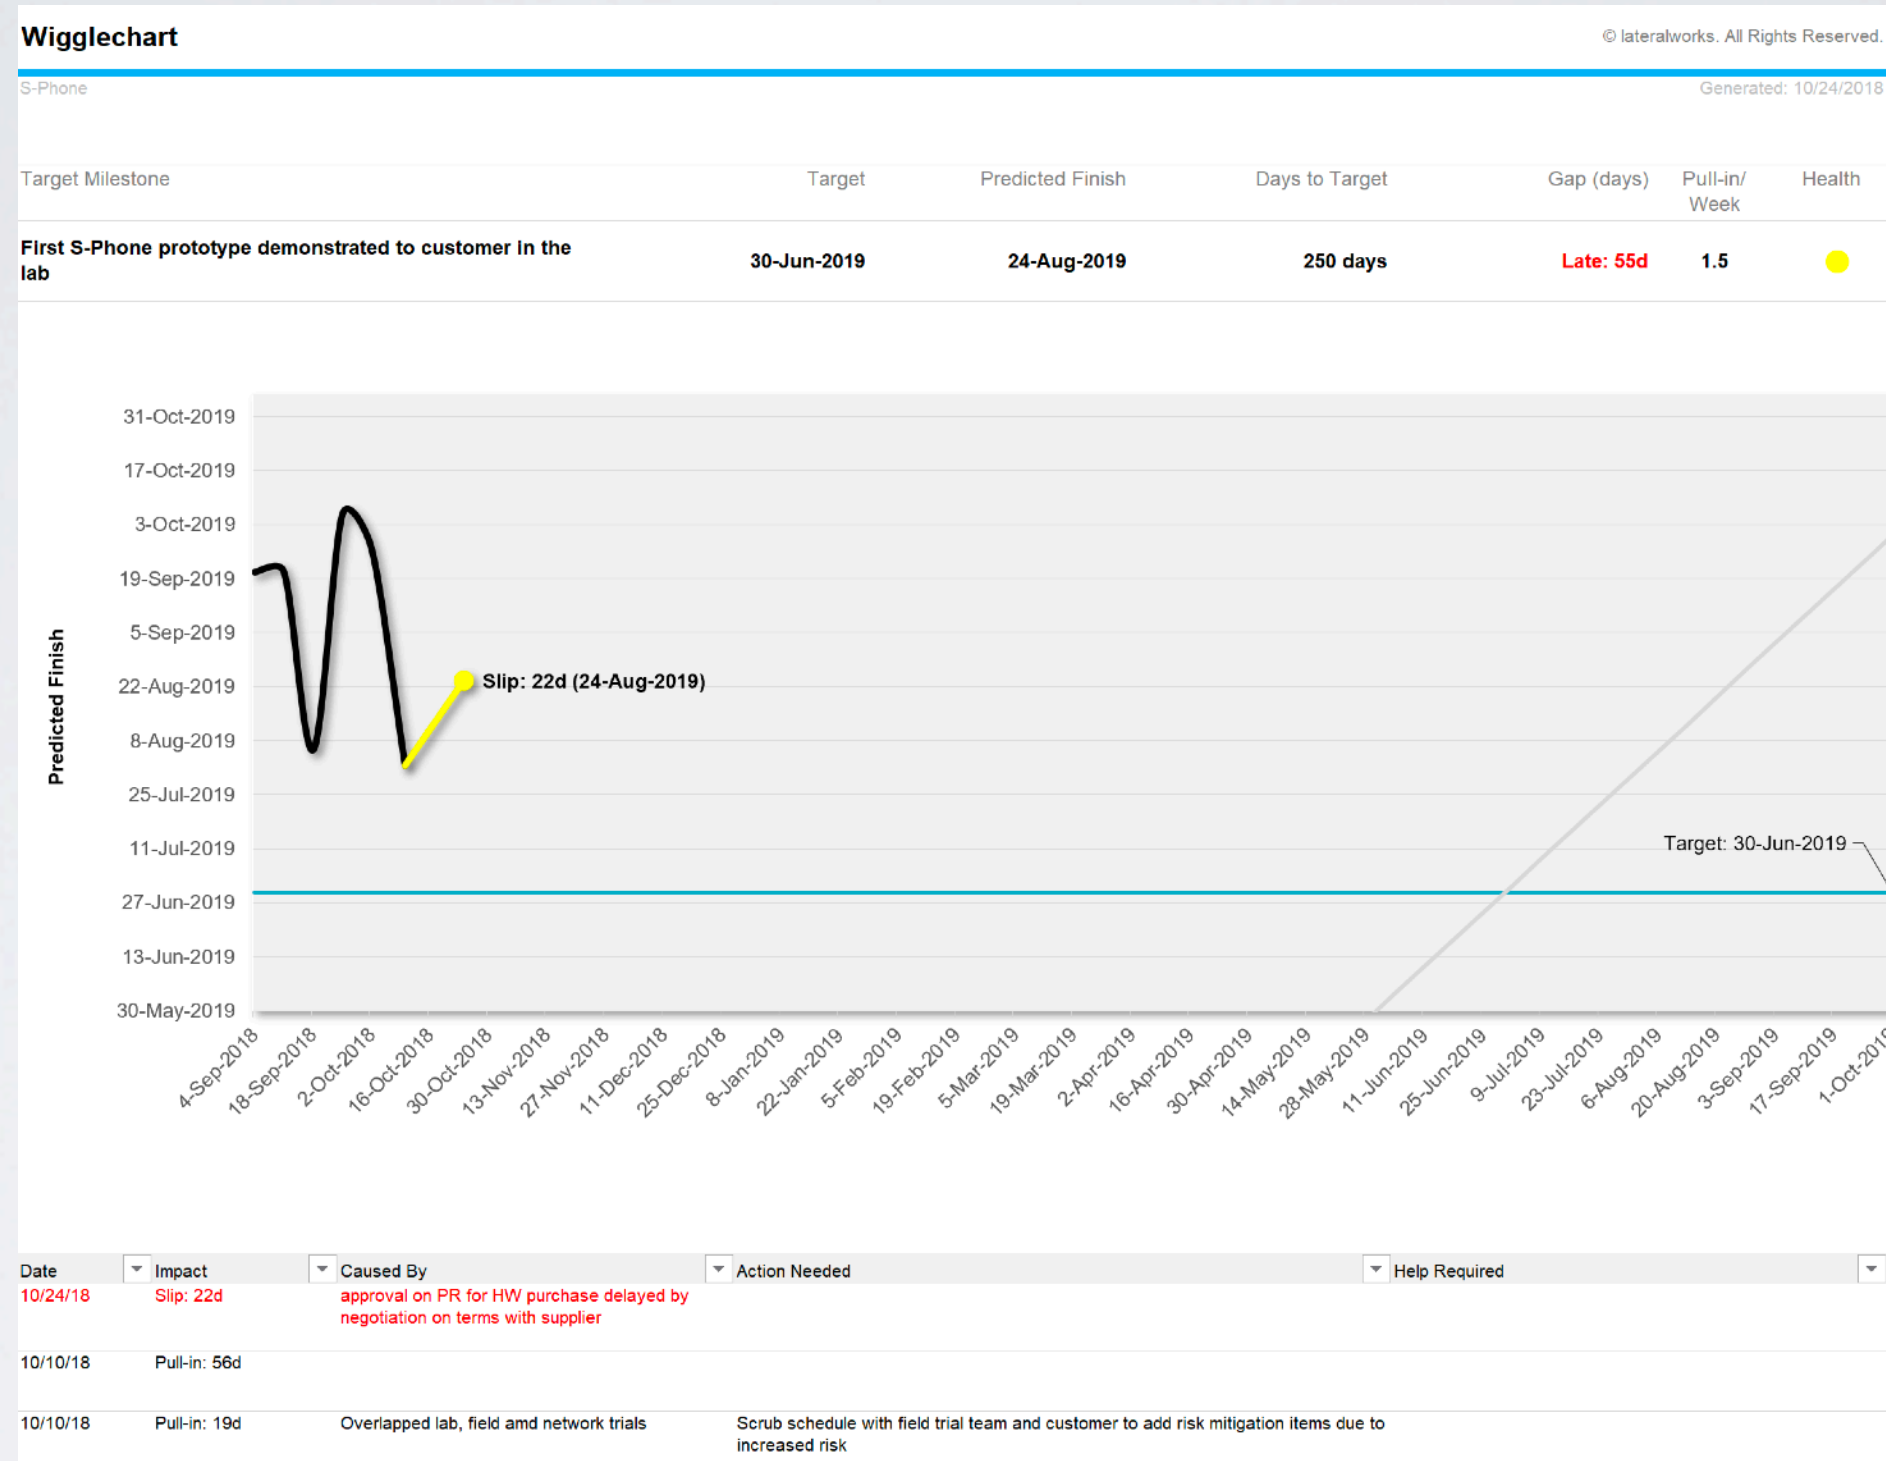 Wigglechart
© lateralworks. All Rights Reserved.
S-Phone
Generated: 10/24/2018
Target Milestone Target Predicted Finish Days to Target Gap (days) Pull-in/ Health
Week
First S-Phone prototype demonstrated to customer in the
lab
30-Jun-2019 24-Aug-2019 250 days Late: 55d 1.5
31-Oct-2019
17-Oct-2019
3-Oct-2019
19-Sep-2019
5-Sep-2019
22-Aug-2019
8-Aug-2019
25-Jul-2019
11-Jul-2019
27-Jun-2019
13-Jun-2019
30-May-2019
Predicted Finish
Slip: 22d (24-Aug-2019)
Target: 30-Jun-2019
4-Sep-2018
18-Sep-2018
2-Oct-2018
16-Oct-2018
30-Oct-2018
13-Nov-2018
27-Nov-2018
11-Dec-2018
25-Dec-2018
8-Jan-2019
22-Jan-2019
5-Feb-2019
19-Feb-2019
5-Mar-2019
19-Mar-2019
2-Apr-2019
16-Apr-2019
30-Apr-2019
14-May-2019
28-May-2019
11-Jun-2019
25-Jun-2019
9-Jul-2019
23-Jul-2019
6-Aug-2019
20-Aug-2019
3-Sep-2019
17-Sep-2019
1-Oct-2019
Date Impact Caused By Action Needed Help Required
10/24/18 Slip: 22d approval on PR for HW purchase delayed by
negotiation on terms with supplier
10/10/18 Pull-in: 56d
10/10/18 Pull-in: 19d Overlapped lab, field amd network trials Scrub schedule with field trial team and customer to add risk mitigation items due to
increased risk